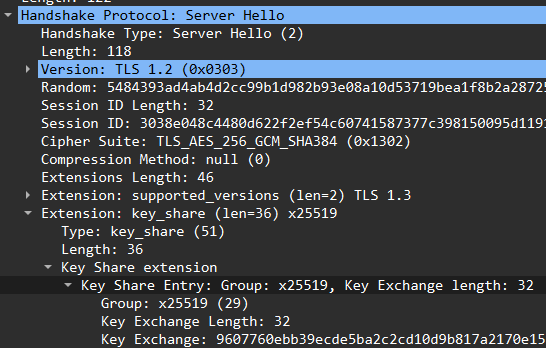 Length: 122
Handshake Protocol: Server Hello
Handshake Type: Server Hello (2)
Length: 118
Version: TLS 1.2 (0x0303)
Random: 5484393ad4ab4d2cc99b1d982b93e08a10d53719bea1f8b2a28725
Session ID Length: 32
Session ID: 3038e048c4480d622f2ef54c60741587377c398150095d1191
Cipher Suite: TLS_AES_256_GCM_SHA384 (0x1302)
Compression Method: null (0)
Extensions Length: 46
Extension: supported_versions (len=2) TLS 1.3
Extension: key_share (len=36) x25519
Type: key_share (51)
Length: 36
Key Share extension
Key Share Entry: Group: x25519, Key Exchange length: 32
Group: x25519 (29)
Key Exchange Length: 32
Key Exchange: 9607760ebb39ecde5ba2c2cd10d9b817a2170e15